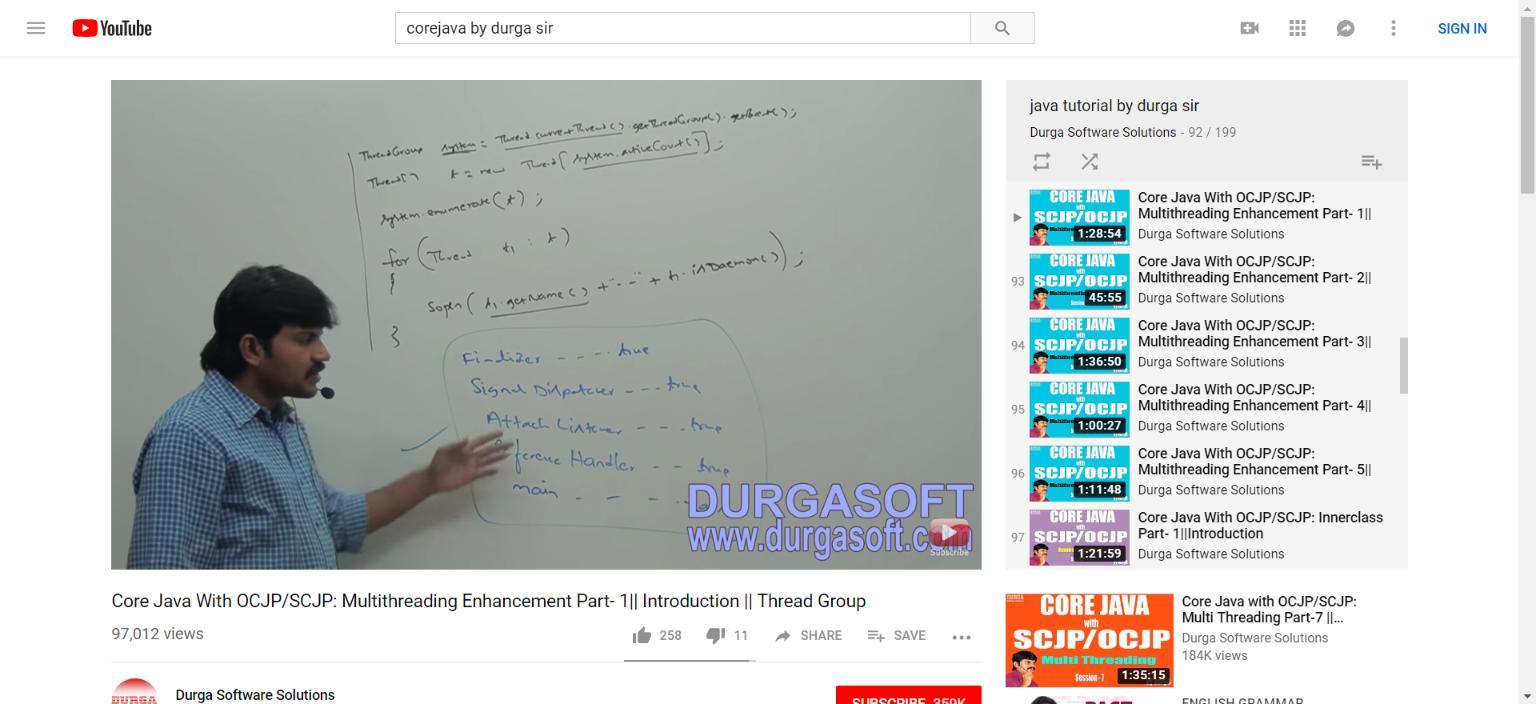 YouTube
corejava by durga sir
SIGN IN
ThreadGroup system = Thread.currentThread().getThreadGroup().getParent();
Thread[] t = new Thread[system.activeCount()];
system.enumerate(t);
for (Thread t1 : t)
{
Sopln(t1.getName() + "..." + t1.isDaemon());
}
Finalizer - - - - true
Signal Dispatcher - - - true
Attach Listener - - - true
Handler - - true
main - - -
DURGASOFT
www.durgasoft.c
Subscribe
Core Java With OCJP/SCJP: Multithreading Enhancement Part- 1|| Introduction || Thread Group
97,012 views
258
11
SHARE
SAVE
Durga Software Solutions
SUBSCRIBE 359K
java tutorial by durga sir
Durga Software Solutions - 92 / 199
CORE JAVA
with
SCJP/OCJP
1:28:54
Core Java With OCJP/SCJP:
Multithreading Enhancement Part- 1||
Durga Software Solutions
93
CORE JAVA
with
SCJP/OCJP
45:55
Core Java With OCJP/SCJP:
Multithreading Enhancement Part- 2||
Durga Software Solutions
94
CORE JAVA
with
SCJP/OCJP
1:36:50
Core Java With OCJP/SCJP:
Multithreading Enhancement Part- 3||
Durga Software Solutions
95
CORE JAVA
with
SCJP/OCJP
1:00:27
Core Java With OCJP/SCJP:
Multithreading Enhancement Part- 4||
Durga Software Solutions
96
CORE JAVA
with
SCJP/OCJP
1:11:48
Core Java With OCJP/SCJP:
Multithreading Enhancement Part- 5||
Durga Software Solutions
97
CORE JAVA
with
SCJP/OCJP
1:21:59
Core Java With OCJP/SCJP: Innerclass
Part- 1||Introduction
Durga Software Solutions
CORE JAVA
with
SCJP/OCJP
Multi Threading
Session - 7
1:35:15
Core Java with OCJP/SCJP:
Multi Threading Part-7 ||...
Durga Software Solutions
184K views
ENGLISH GRAMMAR